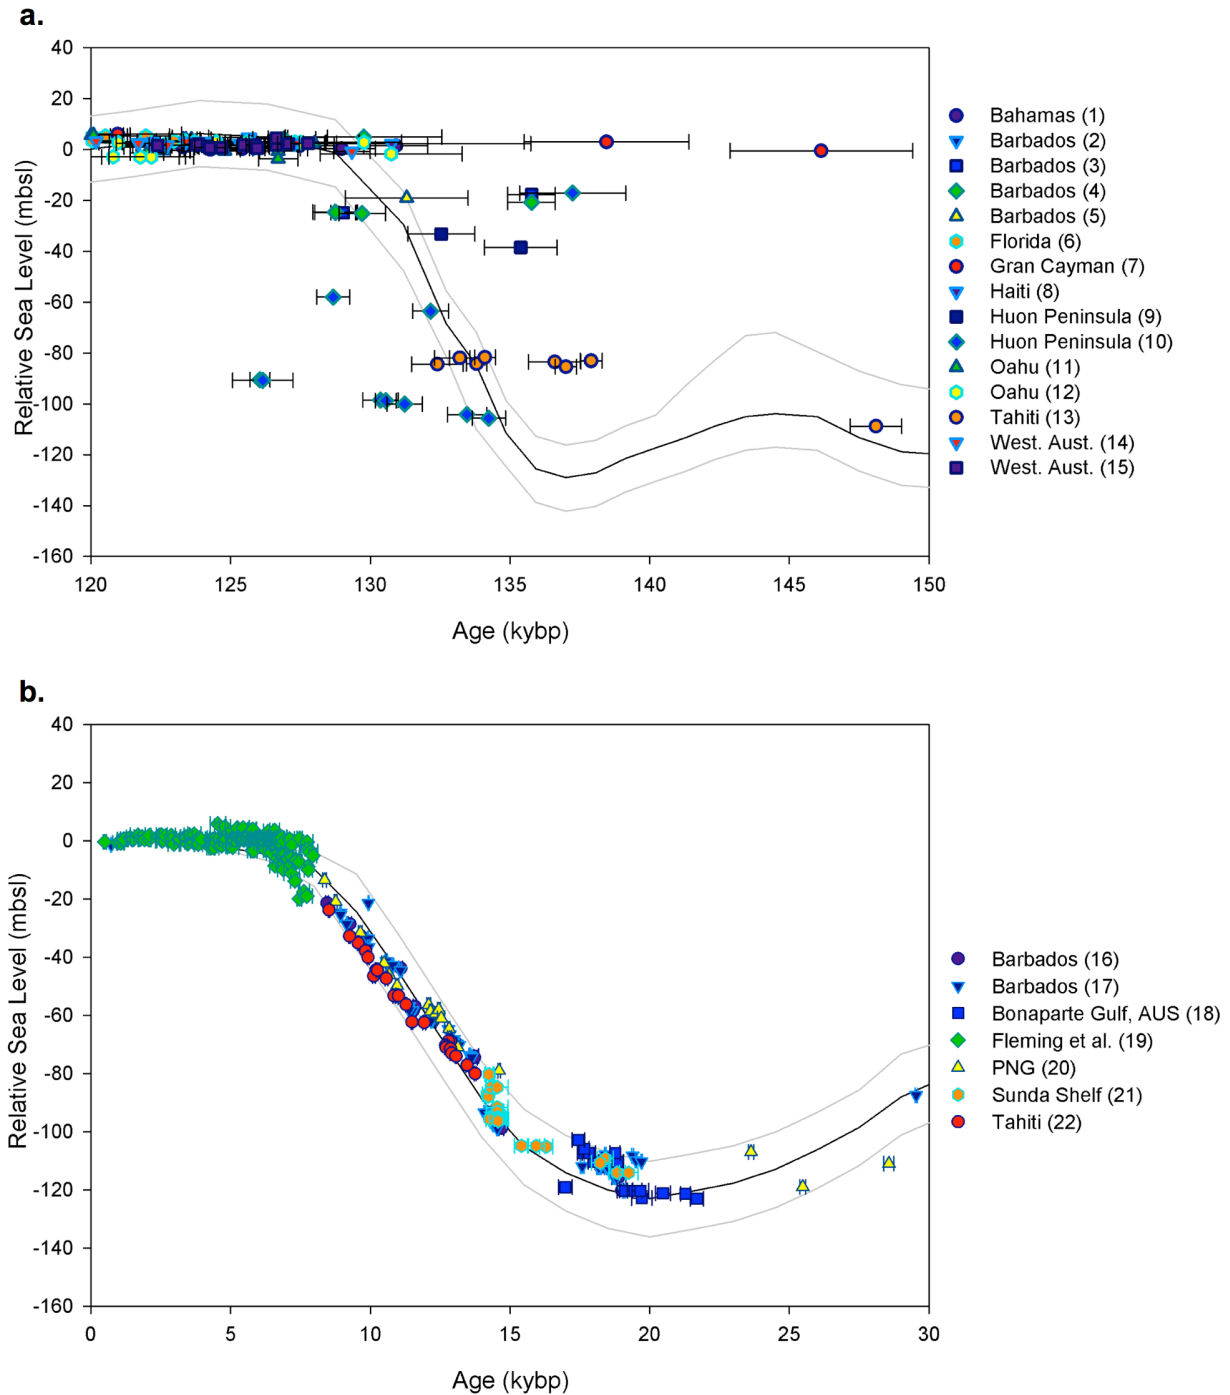 a.
40
20
0
-20
-40
-60
-80
-100
-120
-140
-160
Relative Sea Level (mbsl)
120 125 130 135 140 145 150
Age (kybp)
Bahamas (1)
Barbados (2)
Barbados (3)
Barbados (4)
Barbados (5)
Florida (6)
Gran Cayman (7)
Haiti (8)
Huon Peninsula (9)
Huon Peninsula (10)
Oahu (11)
Oahu (12)
Tahiti (13)
West. Aust. (14)
West. Aust. (15)
b.
40
20
0
-20
-40
-60
-80
-100
-120
-140
-160
Relative Sea Level (mbsl)
0 5 10 15 20 25 30
Age (kybp)
Barbados (16)
Barbados (17)
Bonaparte Gulf, AUS (18)
Fleming et al. (19)
PNG (20)
Sunda Shelf (21)
Tahiti (22)